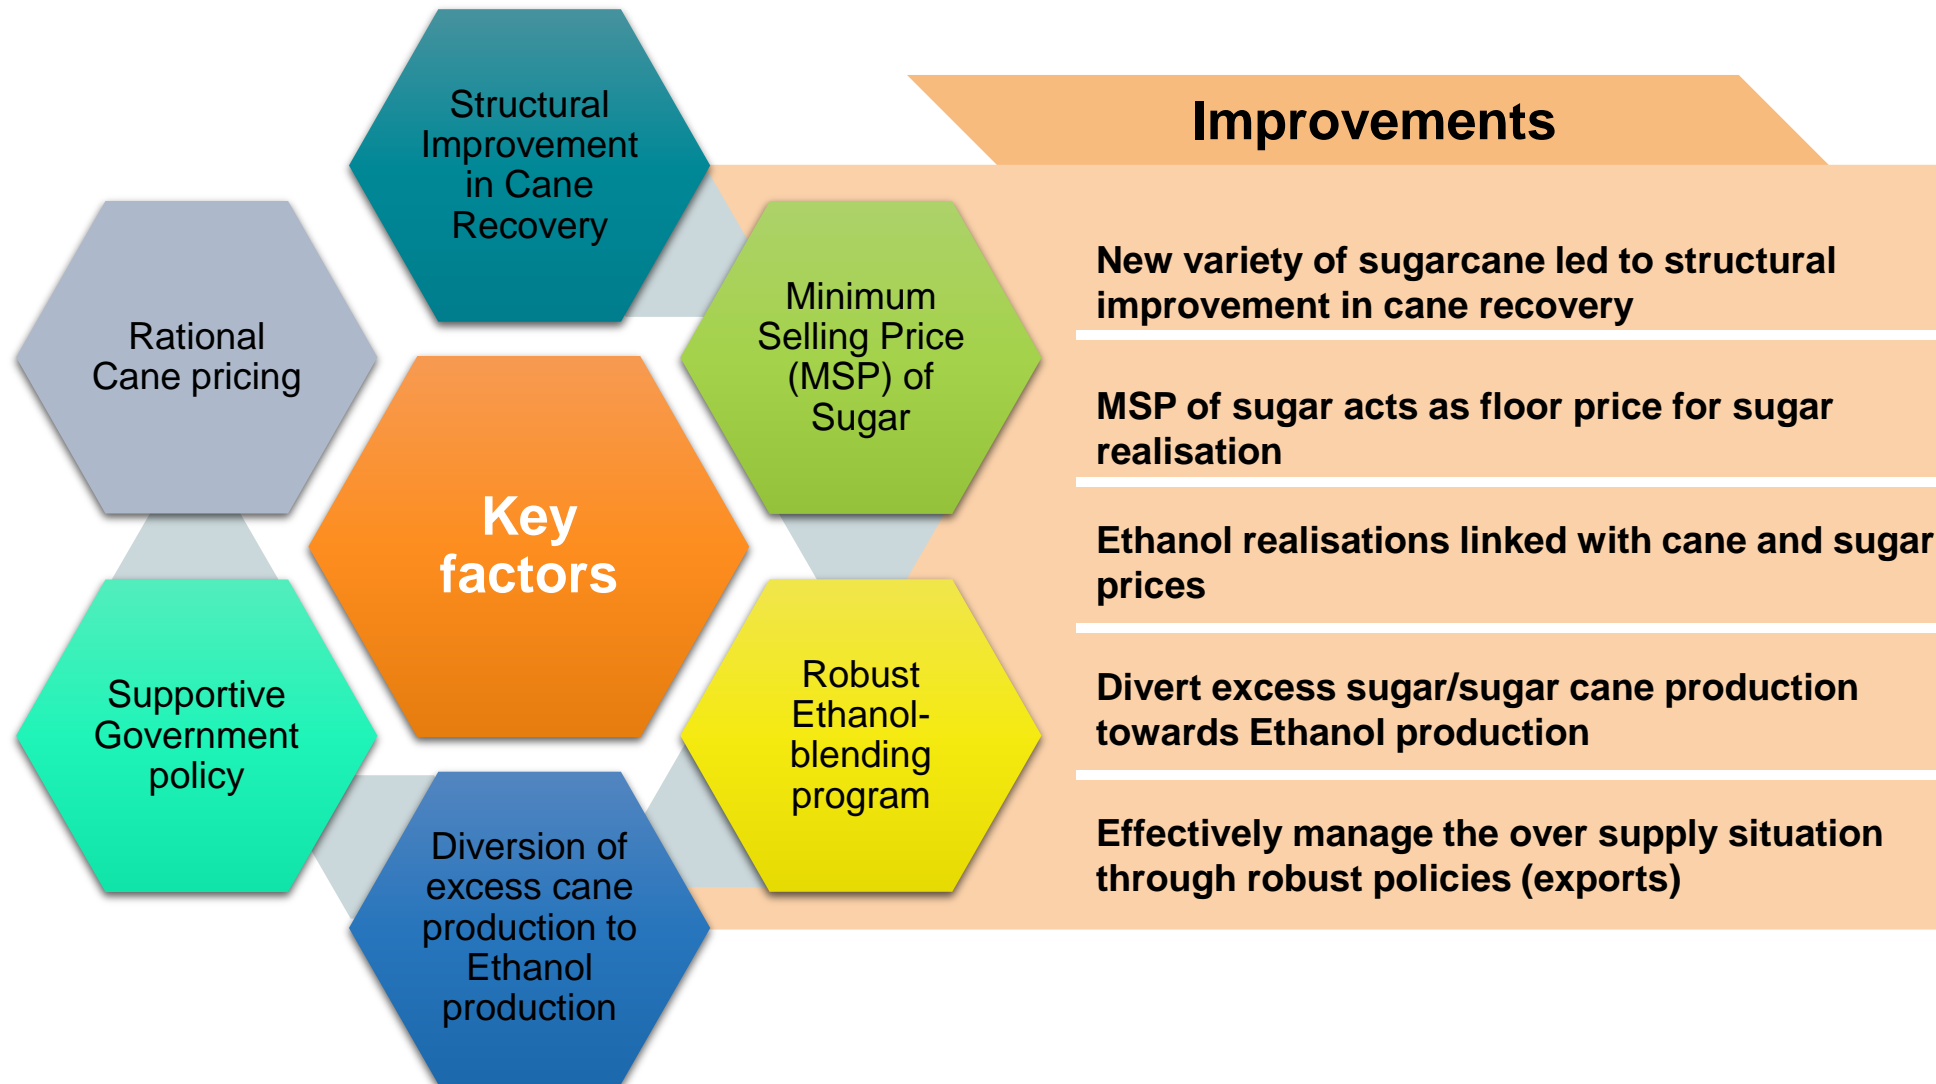 Structural
Improvement
in Cane
Recovery
Rational
Cane pricing
Minimum
Selling Price
(MSP) of
Sugar
Key
factors
Supportive
Government
policy
Robust
Ethanol-
blending
program
Diversion of
excess cane
production to
Ethanol
production
Improvements
New variety of sugarcane led to structural
improvement in cane recovery
MSP of sugar acts as floor price for sugar
realisation
Ethanol realisations linked with cane and sugar
prices
Divert excess sugar/sugar cane production
towards Ethanol production
Effectively manage the over supply situation
through robust policies (exports)